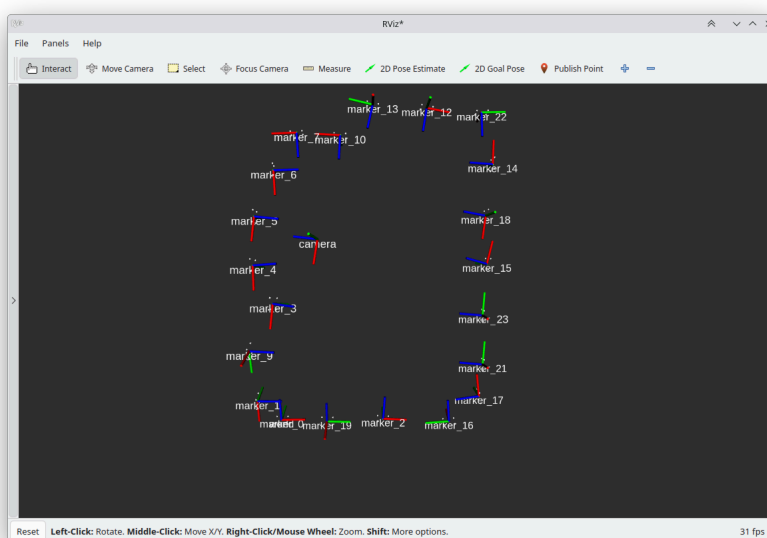 RViz*
File Panels Help
Interact Move Camera Select Focus Camera Measure 2D Pose Estimate 2D Goal Pose Publish Point
marker_13
marker_12
marker_22
marker_7
marker_10
marker_14
marker_6
marker_5
marker_18
camera
marker_4
marker_15
marker_3
marker_23
marker_9
marker_21
marker_17
marker_1
marker_0
marker_19
marker_2
marker_16
Reset Left-Click: Rotate. Middle-Click: Move X/Y. Right-Click/Mouse Wheel: Zoom. Shift: More options. 31 fps